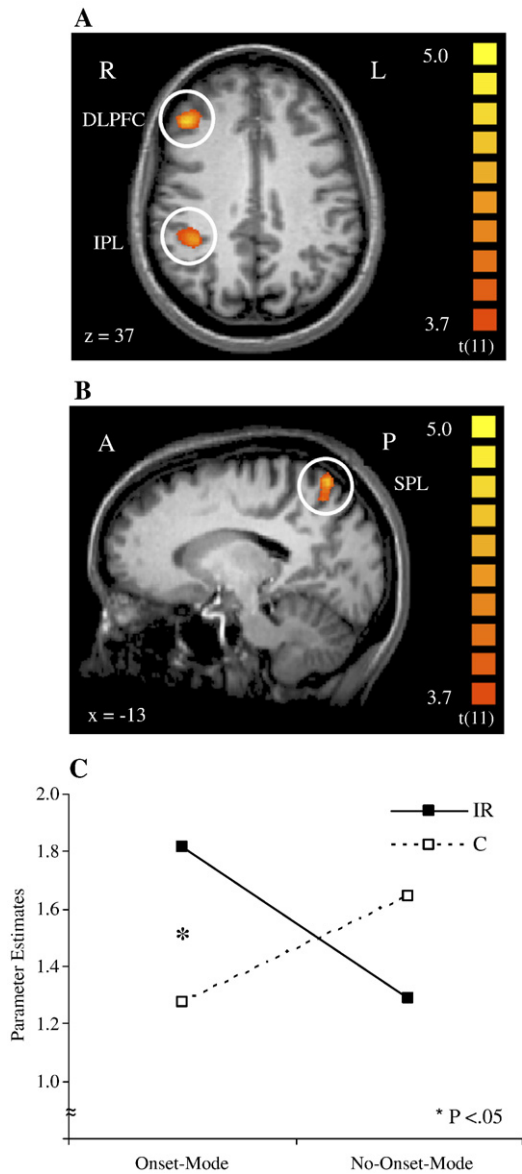 A
R L
5.0
DLPFC
IPL
z = 37
3.7
t(11)
B
A P
5.0
SPL
3.7
x = -13
t(11)
C
2.0
IR
C
1.8
1.6
*
1.4
1.2
1.0
Parameter Estimates
≈
* P <.05
Onset-Mode No-Onset-Mode